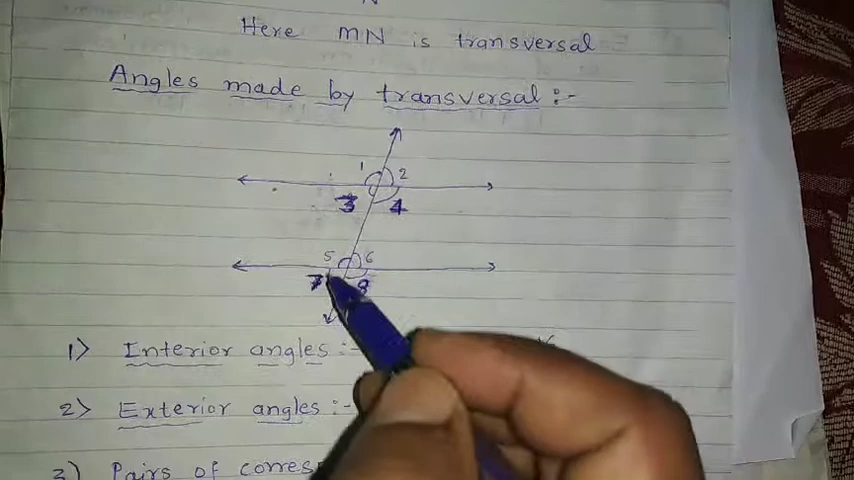 Here MN is transversal
Angles made by transversal :-
1 2
3 4
5 6
7 8
1> Interior angles :-
2> Exterior angles :-
3) Pairs of